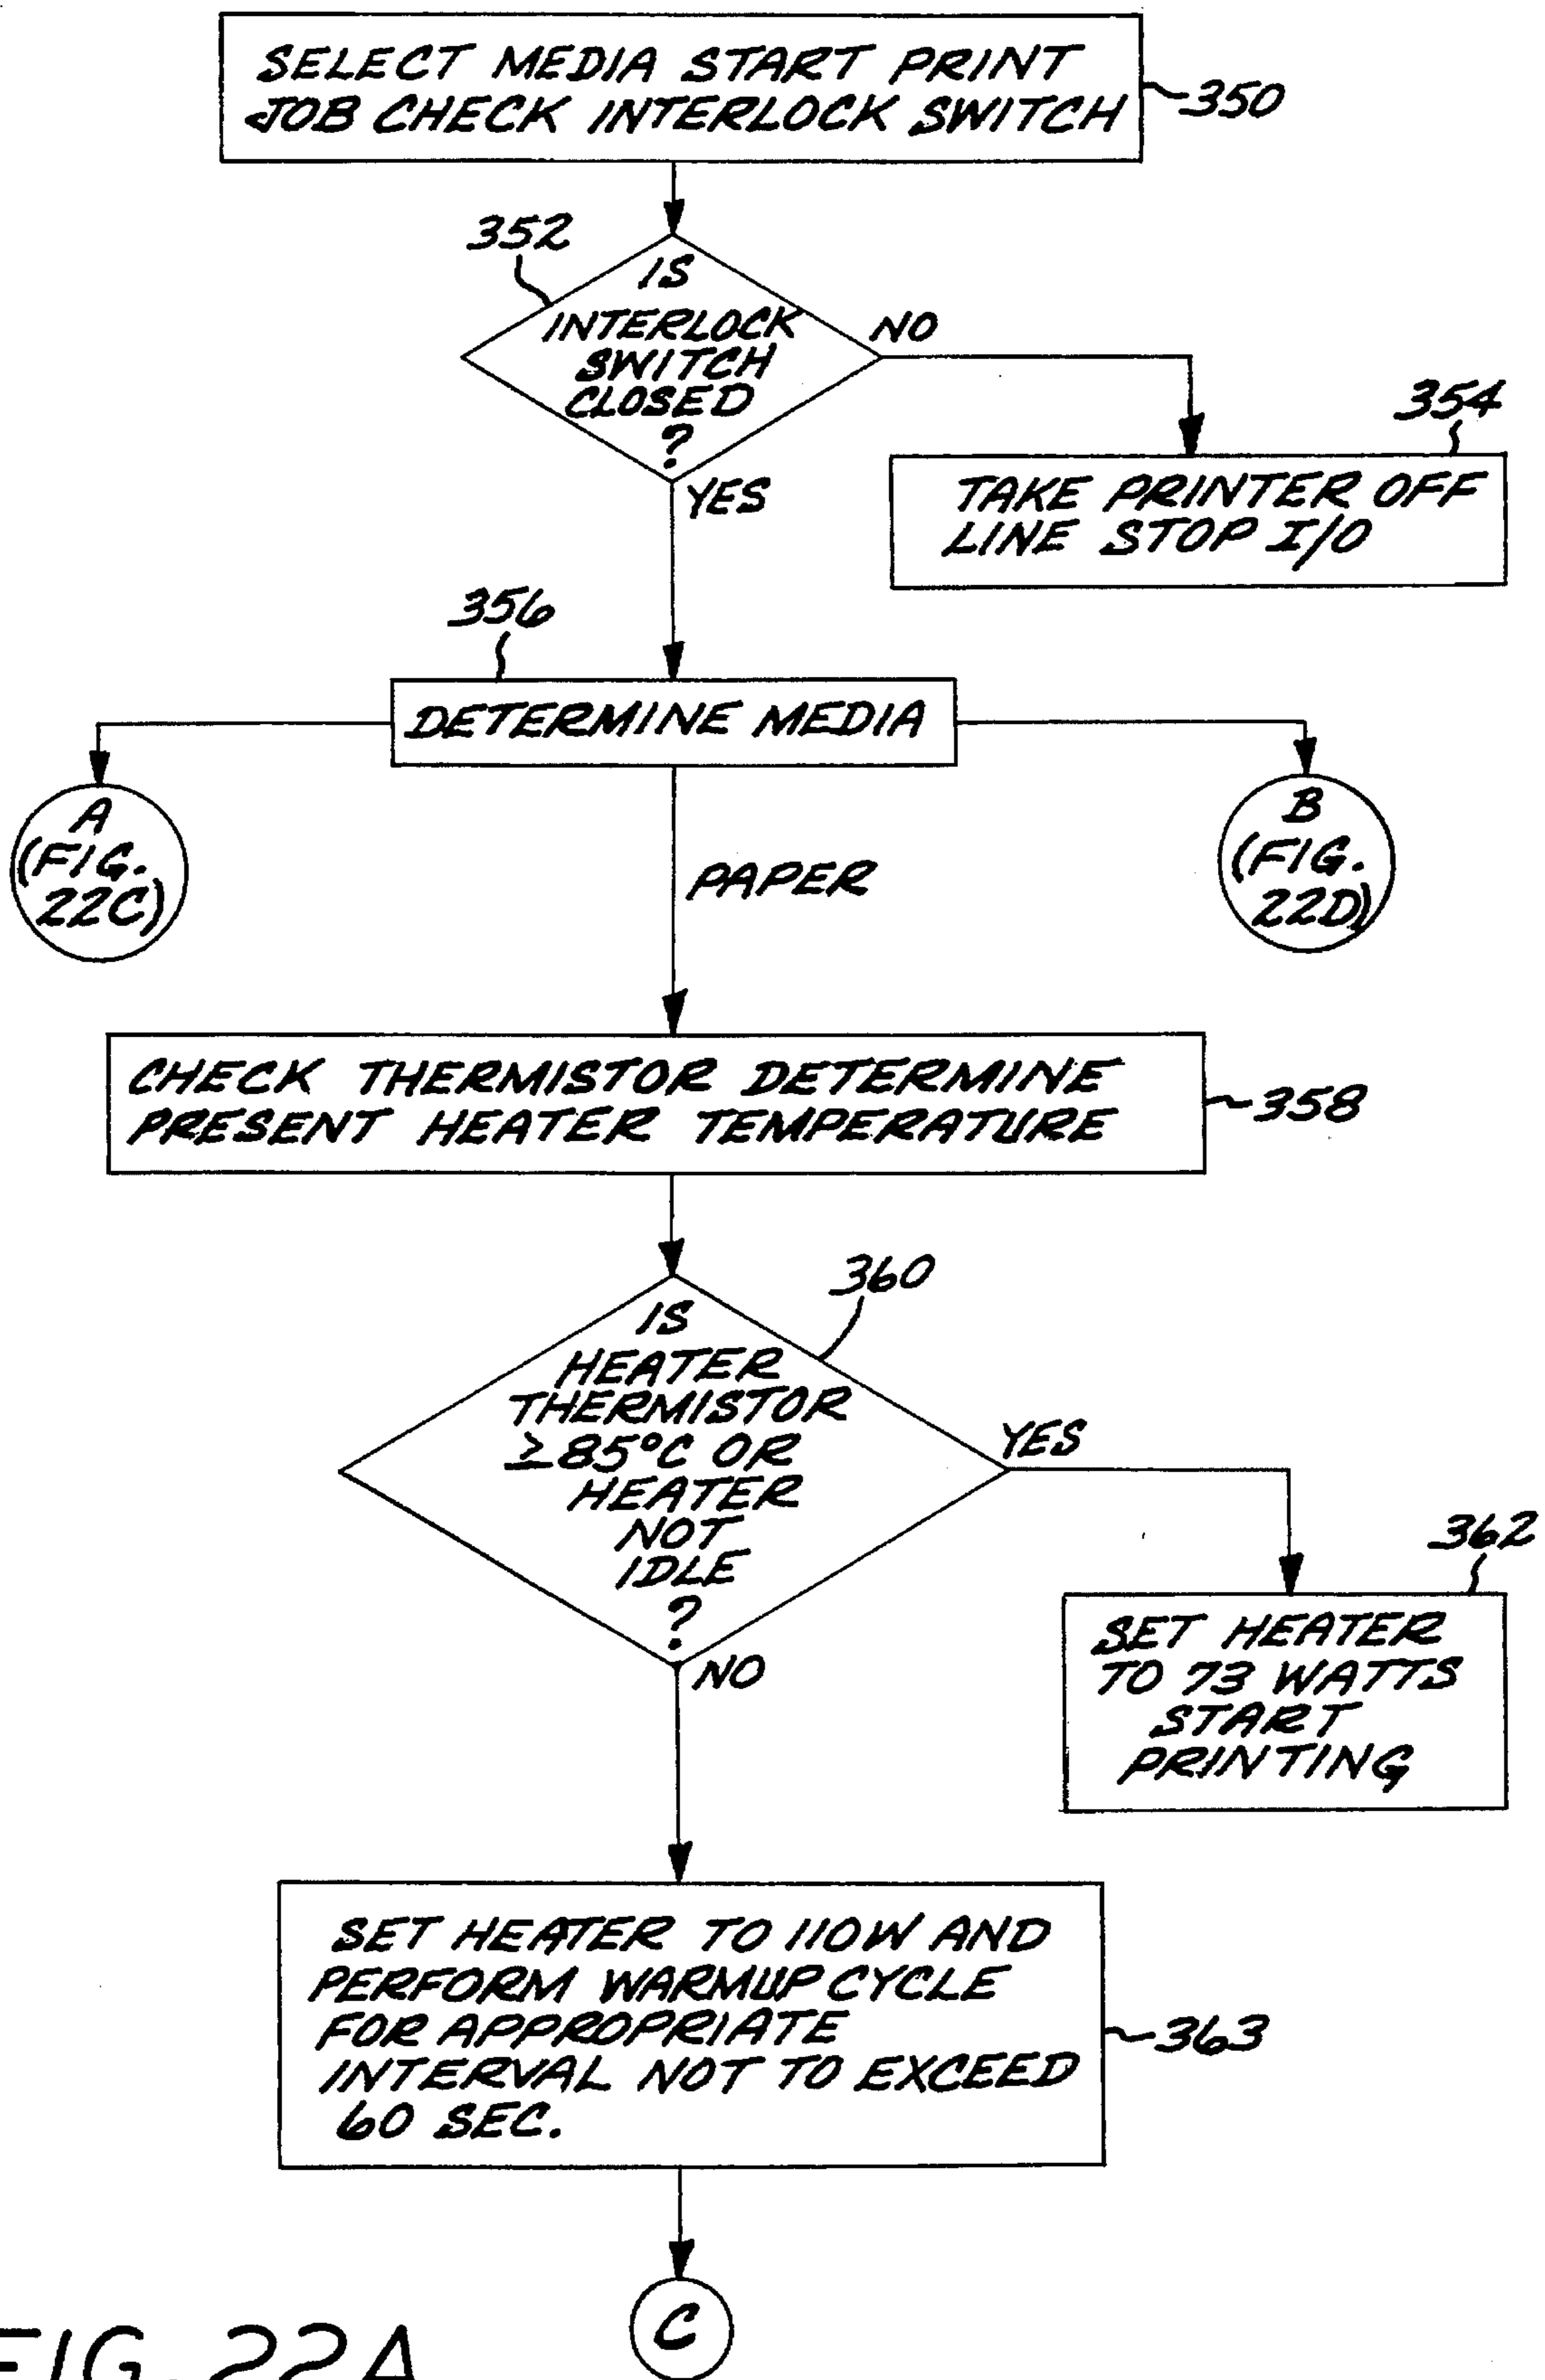 SELECT MEDIA START PRINT
JOB CHECK INTERLOCK SWITCH
350
352
IS
INTERLOCK
SWITCH
CLOSED
?
NO
YES
354
TAKE PRINTER OFF
LINE STOP I/O
356
DETERMINE MEDIA
A
(FIG.
22C)
PAPER
B
(FIG.
22D)
CHECK THERMISTOR DETERMINE
PRESENT HEATER TEMPERATURE
358
360
IS
HEATER
THERMISTOR
≥85°C OR
HEATER
NOT
IDLE
?
YES
NO
362
SET HEATER
TO 73 WATTS
START
PRINTING
SET HEATER TO 110W AND
PERFORM WARMUP CYCLE
FOR APPROPRIATE
INTERVAL NOT TO EXCEED
60 SEC.
363
C
FIG. 22A